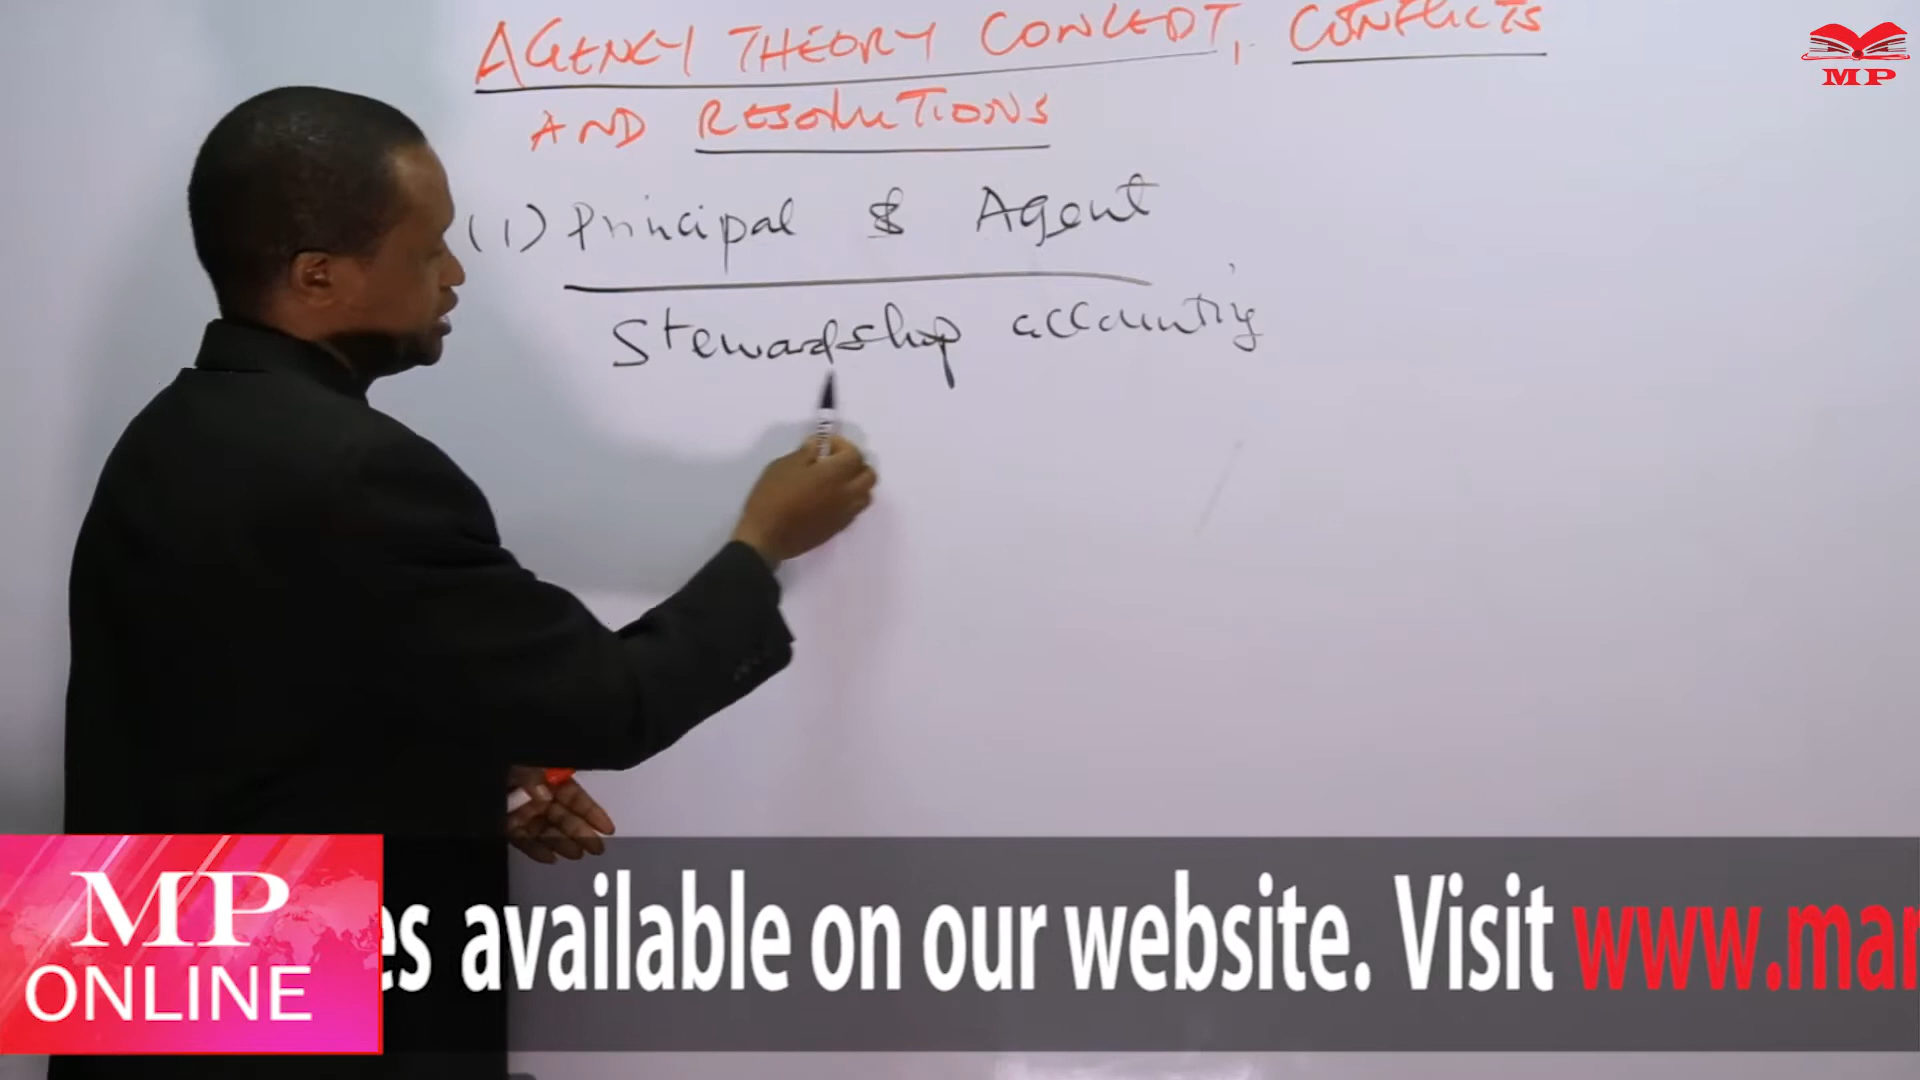 AGENCY THEORY CONCEPT, CONFLICTS
AND RESOLUTIONS
(1) Principal & Agent
Stewardship accounting
MP
MP
ONLINE
es available on our website. Visit www.mar